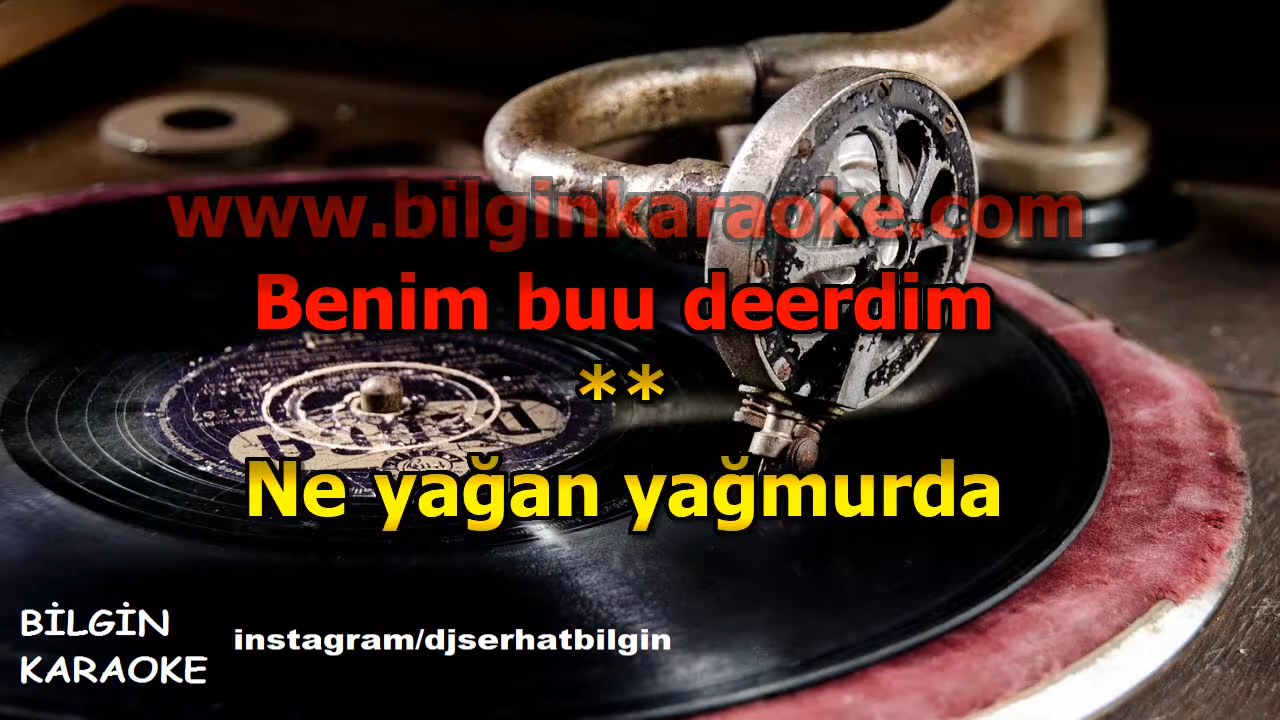 www.bilginkaraoke.com
Benim buu deerdim
**
Ne yağan yağmurda
BİLGİN
KARAOKE
instagram/djserhatbilgin